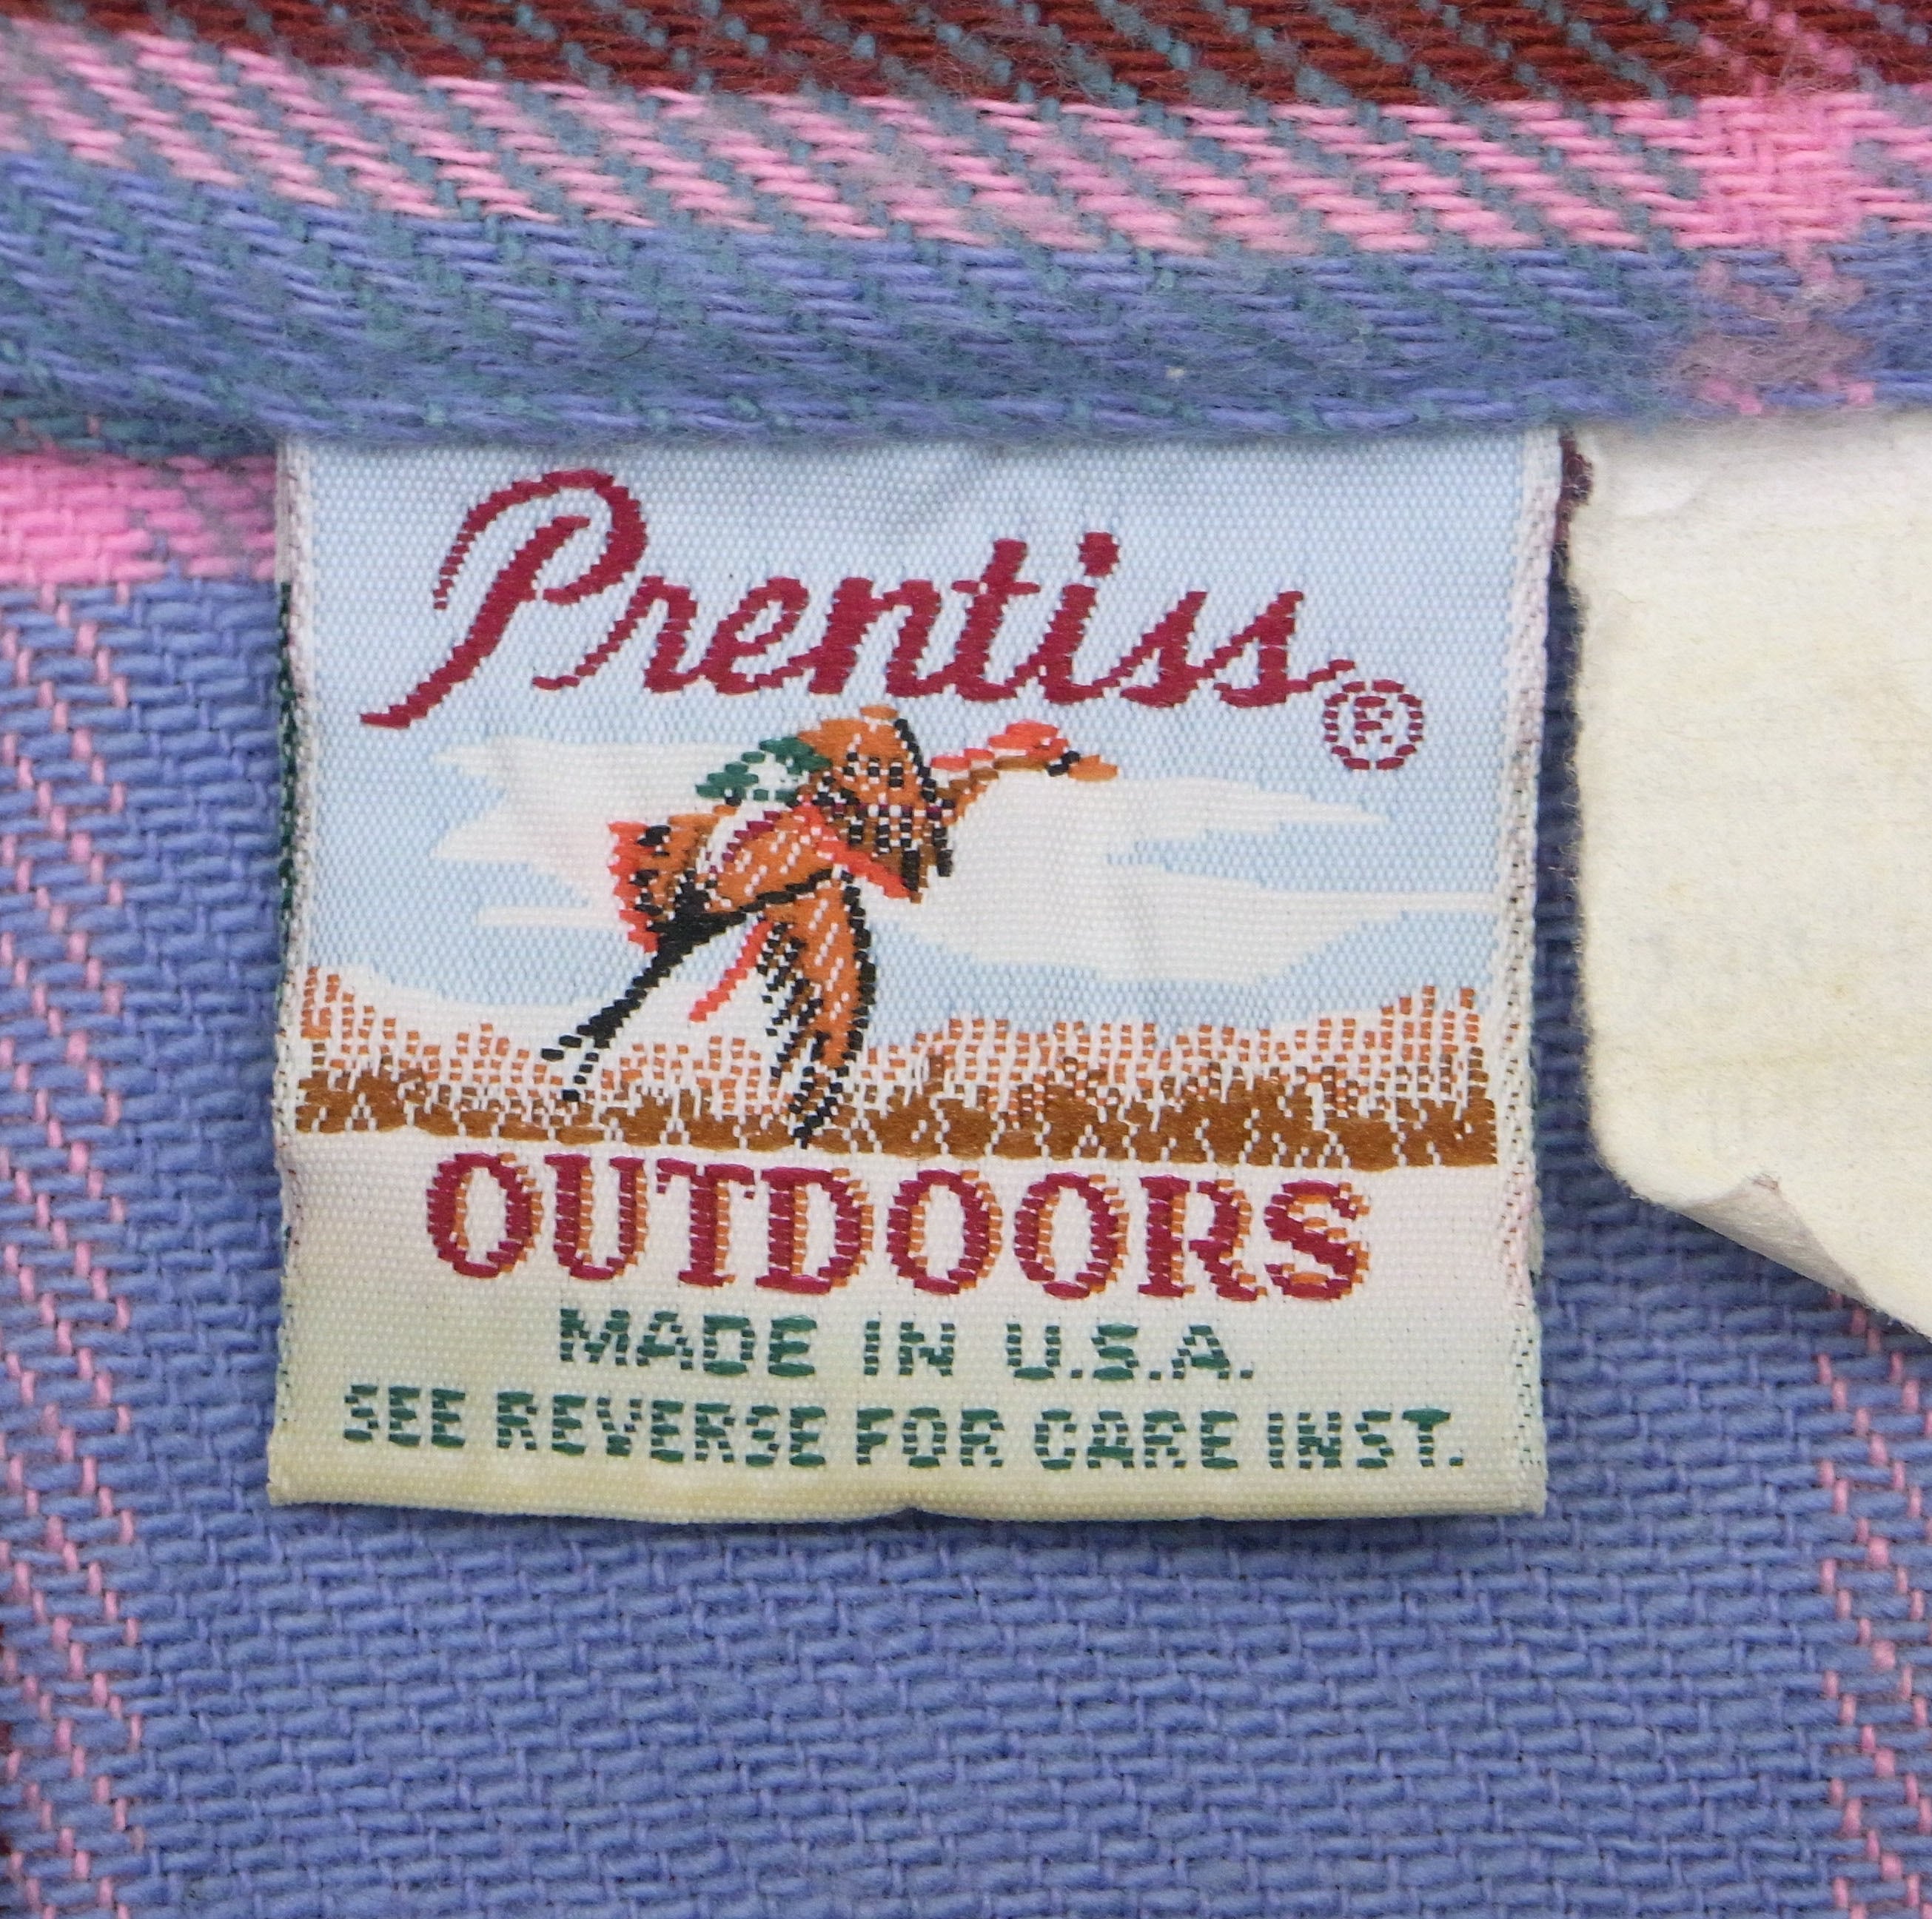 Prentiss®
OUTDOORS
MADE IN U.S.A.
SEE REVERSE FOR CARE INST.